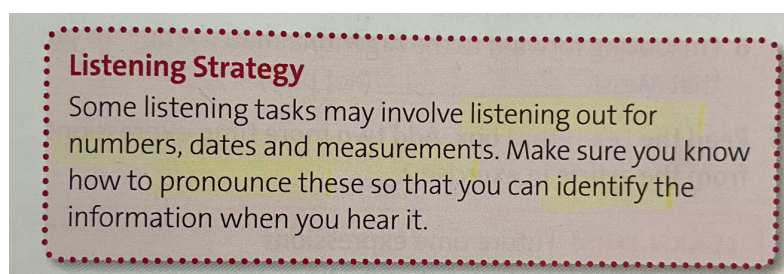 Listening Strategy
Some listening tasks may involve listening out for
numbers, dates and measurements. Make sure you know
how to pronounce these so that you can identify the
information when you hear it.